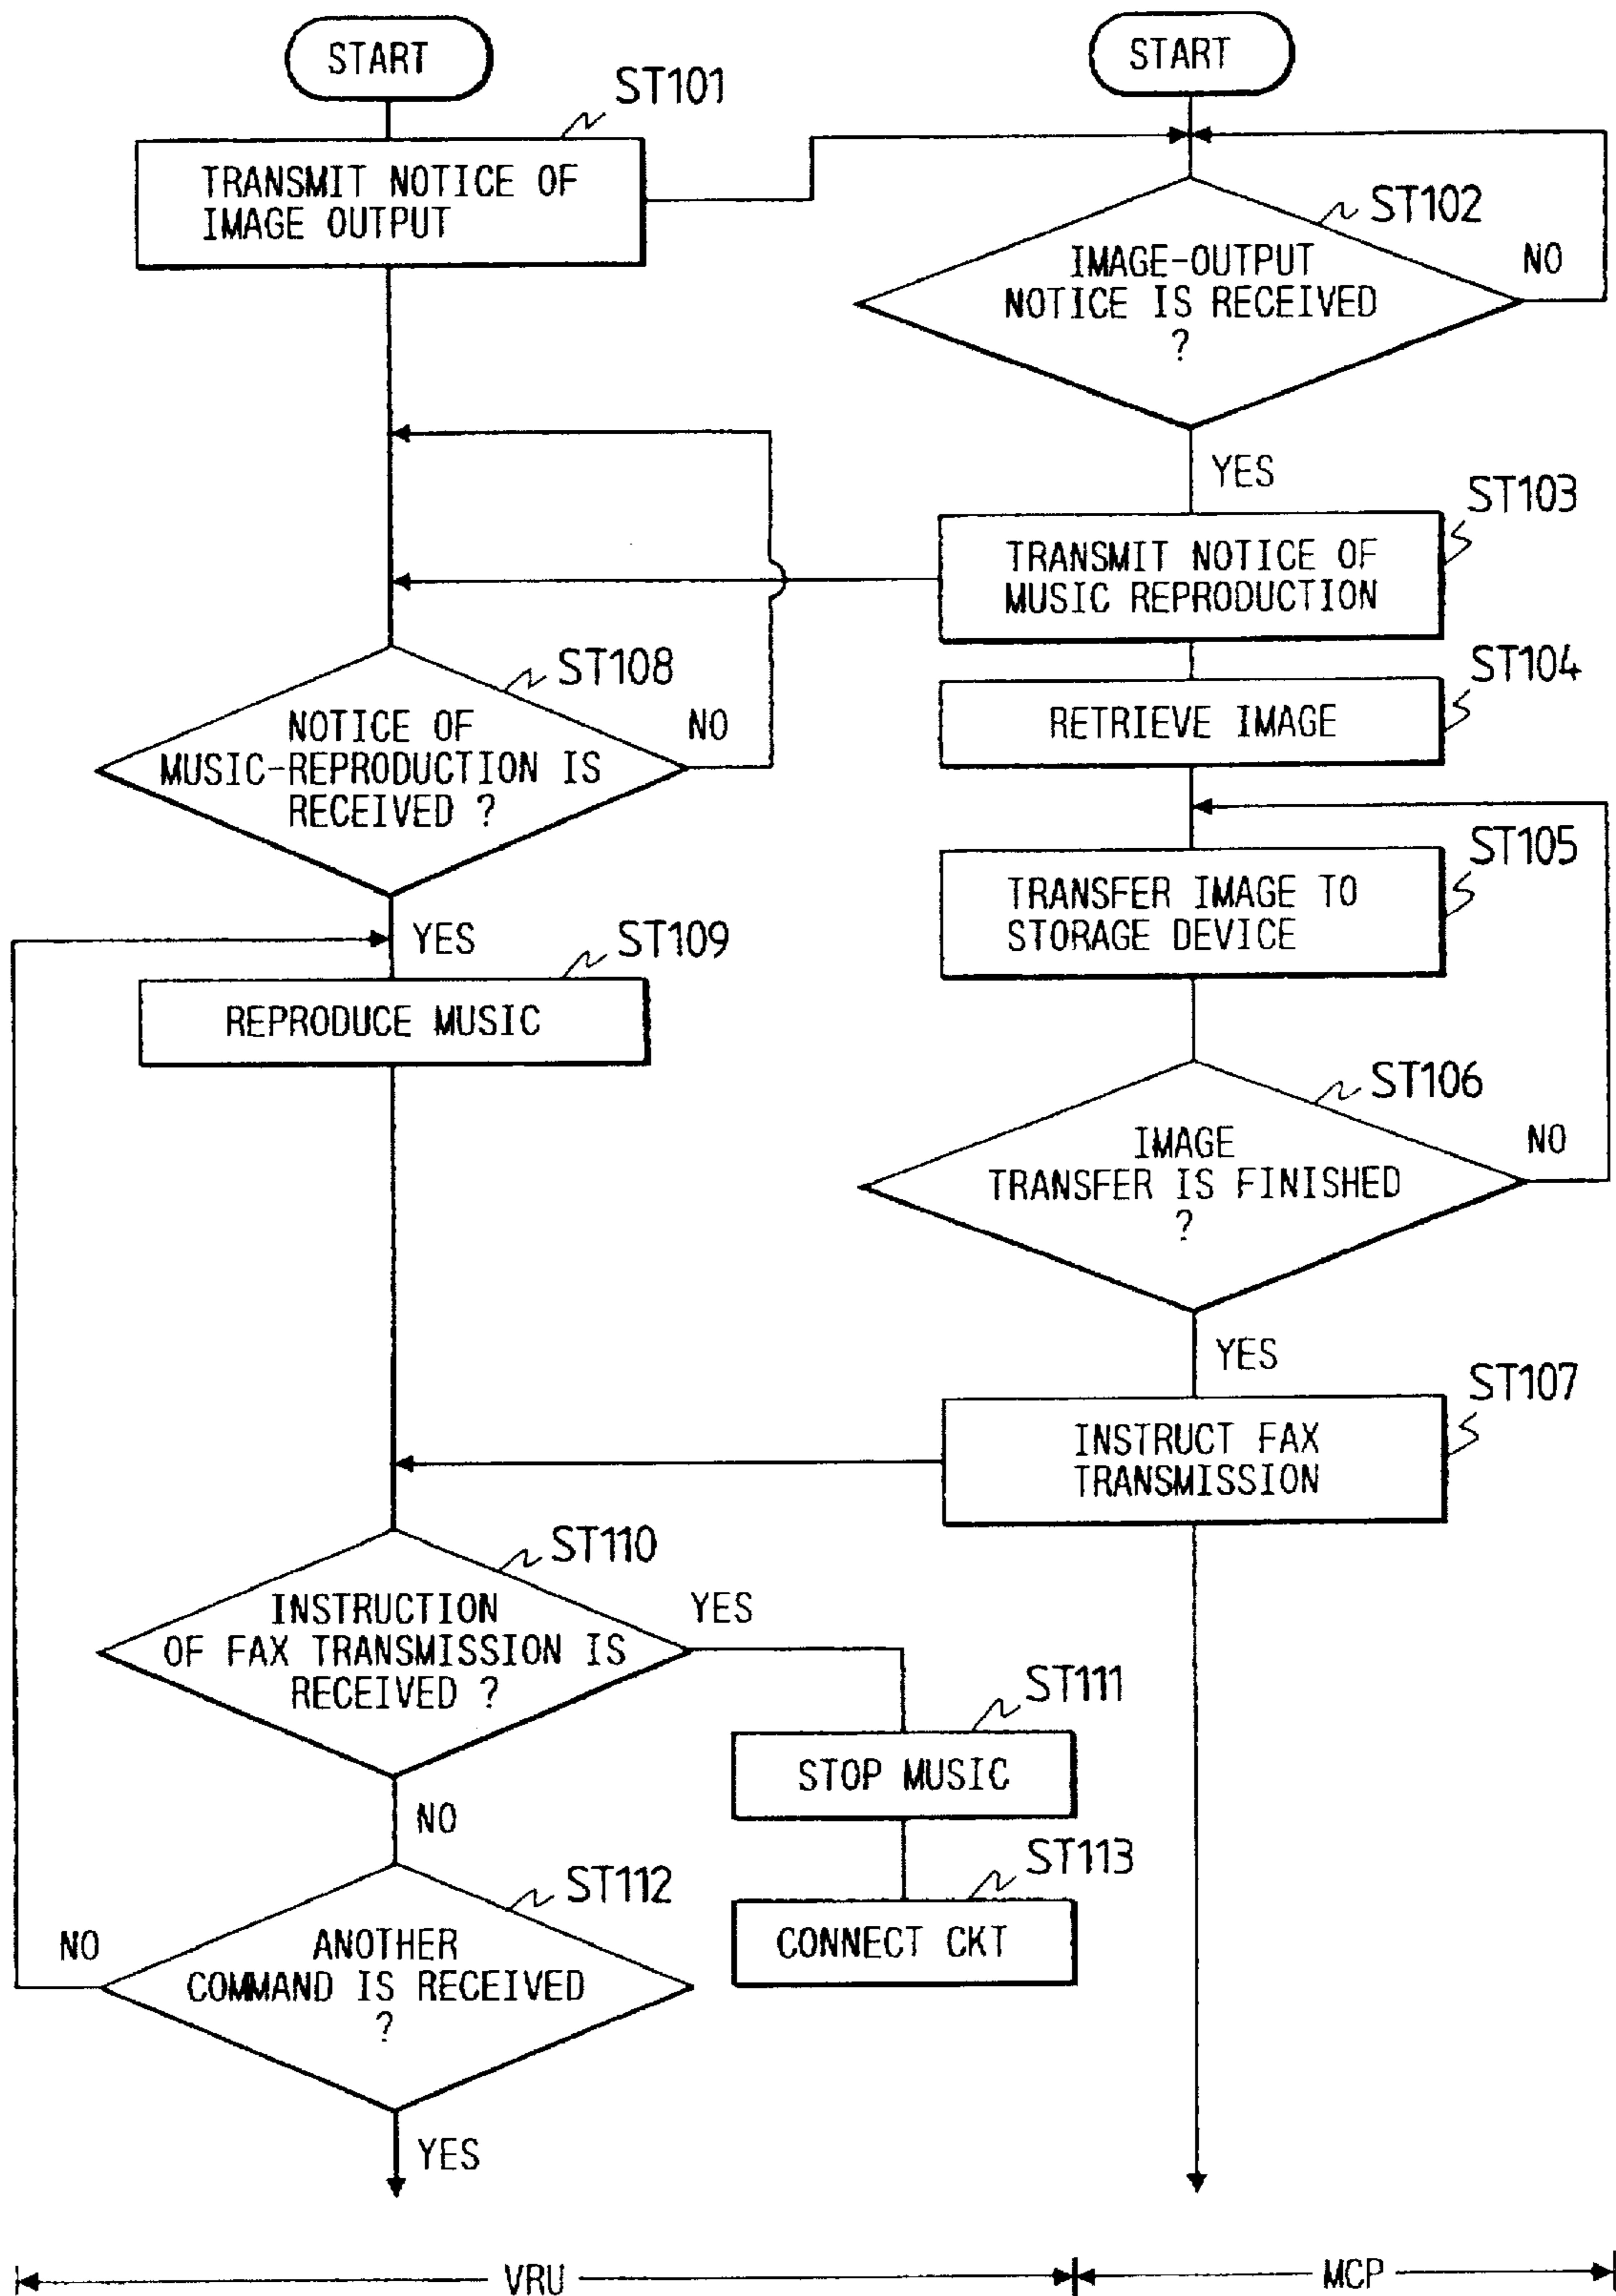 START
ST101
TRANSMIT NOTICE OF
IMAGE OUTPUT
ST108
NOTICE OF
MUSIC-REPRODUCTION IS
RECEIVED ?
NO
YES
ST109
REPRODUCE MUSIC
ST110
INSTRUCTION
OF FAX TRANSMISSION IS
RECEIVED ?
YES
NO
ST111
STOP MUSIC
ST113
CONNECT CKT
ST112
ANOTHER
COMMAND IS RECEIVED
?
NO
YES
START
ST102
IMAGE-OUTPUT
NOTICE IS RECEIVED
?
NO
YES
ST103
TRANSMIT NOTICE OF
MUSIC REPRODUCTION
ST104
RETRIEVE IMAGE
ST105
TRANSFER IMAGE TO
STORAGE DEVICE
ST106
IMAGE
TRANSFER IS FINISHED
?
NO
YES
ST107
INSTRUCT FAX
TRANSMISSION
VRU
MCP